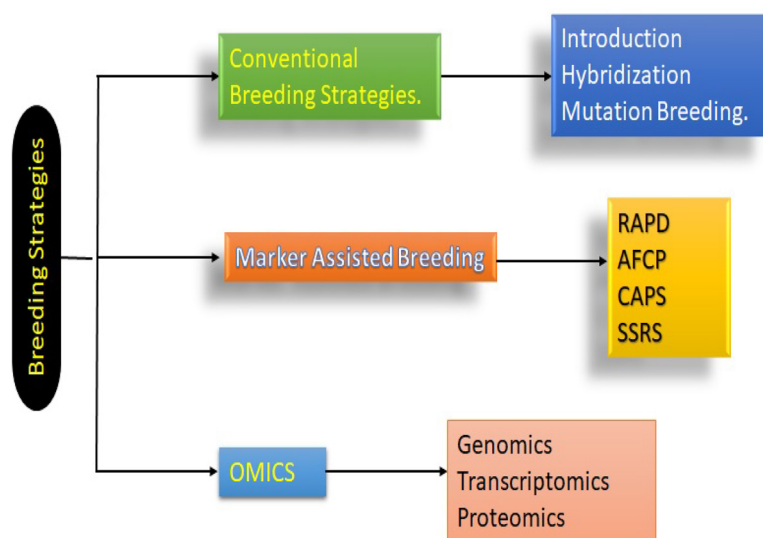 Breeding Strategies
Conventional
Breeding Strategies.
Introduction
Hybridization
Mutation Breeding.
Marker Assisted Breeding
RAPD
AFCP
CAPS
SSRS
OMICS
Genomics
Transcriptomics
Proteomics